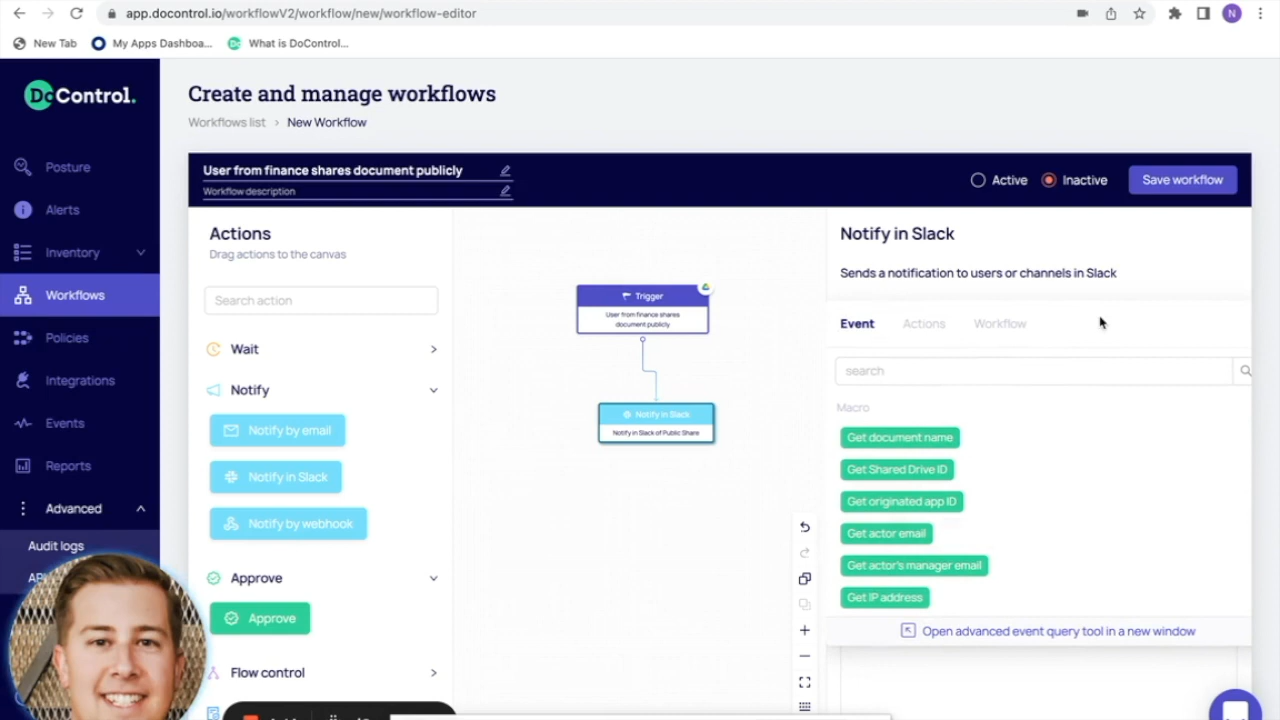 app.docontrol.io/workflowV2/workflow/new/workflow-editor
N
New Tab
My Apps Dashboa...
What is DoControl...
DoControl.
Posture
Alerts
Inventory
Workflows
Policies
Integrations
Events
Reports
Advanced
Audit logs
Create and manage workflows
Workflows list > New Workflow
User from finance shares document publicly
Workflow description
Active
Inactive
Save workflow
Actions
Drag actions to the canvas
Search action
Wait
Notify
Notify by email
Notify in Slack
Notify by webhook
Approve
Approve
Flow control
Trigger
User from finance shares
document publicly
Notify in Slack
Notify in Slack of Public Share
Notify in Slack
Sends a notification to users or channels in Slack
Event
Actions
Workflow
search
Macro
Get document name
Get Shared Drive ID
Get originated app ID
Get actor email
Get actor's manager email
Get IP address
Open advanced event query tool in a new window